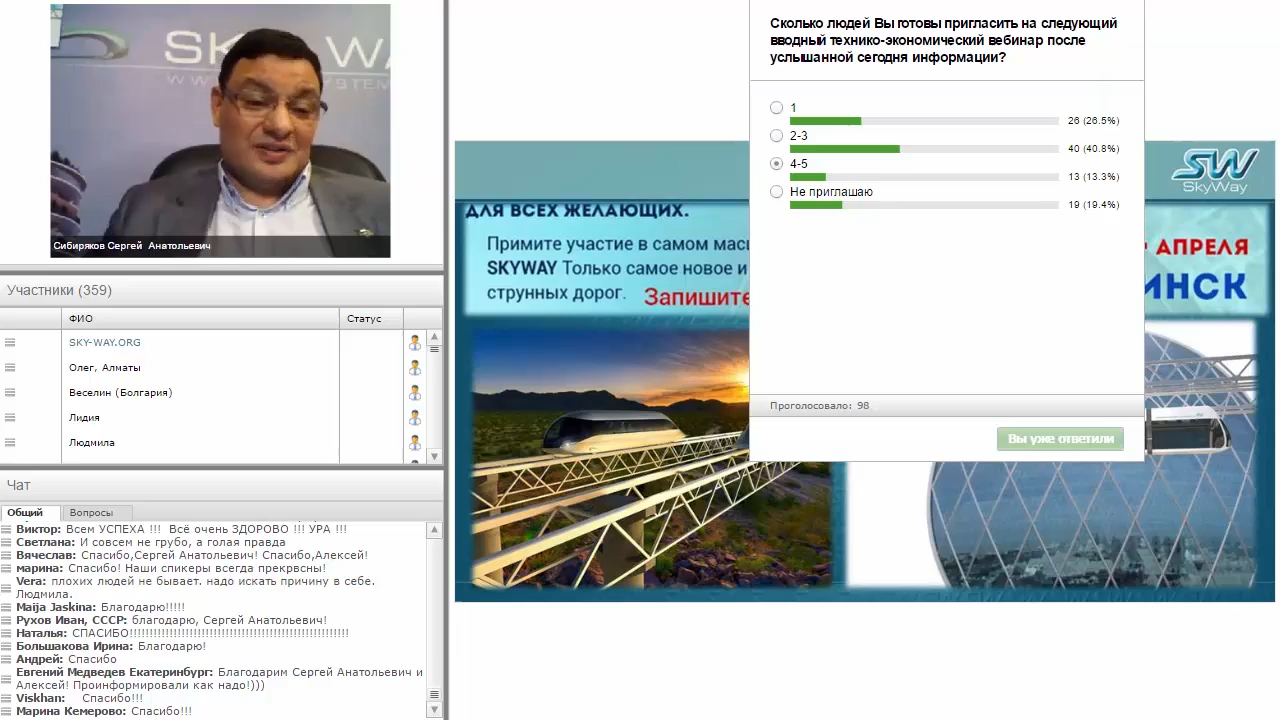 SKYWA
WWW
SYSTEM
Сибиряков Сергей Анатольевич
Участники (359)
ФИО
Статус
SKY-WAY.ORG
Олег, Алматы
Веселин (Болгария)
Лидия
Людмила
Чат
Общий
Вопросы
Виктор: Всем УСПЕХА !!! Всё очень ЗДОРОВО !!! УРА !!!
Светлана: И совсем не грубо, а голая правда
Вячеслав: Спасибо,Сергей Анатольевич! Спасибо,Алексей!
марина: Спасибо! Наши спикеры всегда прекрвсны!
Vera: плохих людей не бывает. надо искать причину в себе.
Людмила.
Maija Jaskina: Благодарю!!!!!
Рухов Иван, СССР: благодарю, Сергей Анатольевич!
Наталья: СПАСИБО!!!!!!!!!!!!!!!!!!!!!!!!!!!!!!!!!!!!!!!!!!!!!!!!!!!!!!!
Большакова Ирина: Благодарю!
Андрей: Спасибо
Евгений Медведев Екатеринбург: Благодарим Сергей Анатольевич и
Алексей! Проинформировали как надо!)))
Viskhan: Спасибо!!!
Марина Кемерово: Спасибо!!!
Сколько людей Вы готовы пригласить на следующий
вводный технико-экономический вебинар после
услышанной сегодня информации?
1
26 (26.5%)
2-3
40 (40.8%)
4-5
13 (13.3%)
Не приглашаю
19 (19.4%)
Проголосовало: 98
Вы уже ответили
SW
SkyWay
ДЛЯ ВСЕХ ЖЕЛАЮЩИХ.
Примите участие в самом масш
SKYWAY Только самое новое и
струнных дорог. Запишите
АПРЕЛЯ
ИНСК